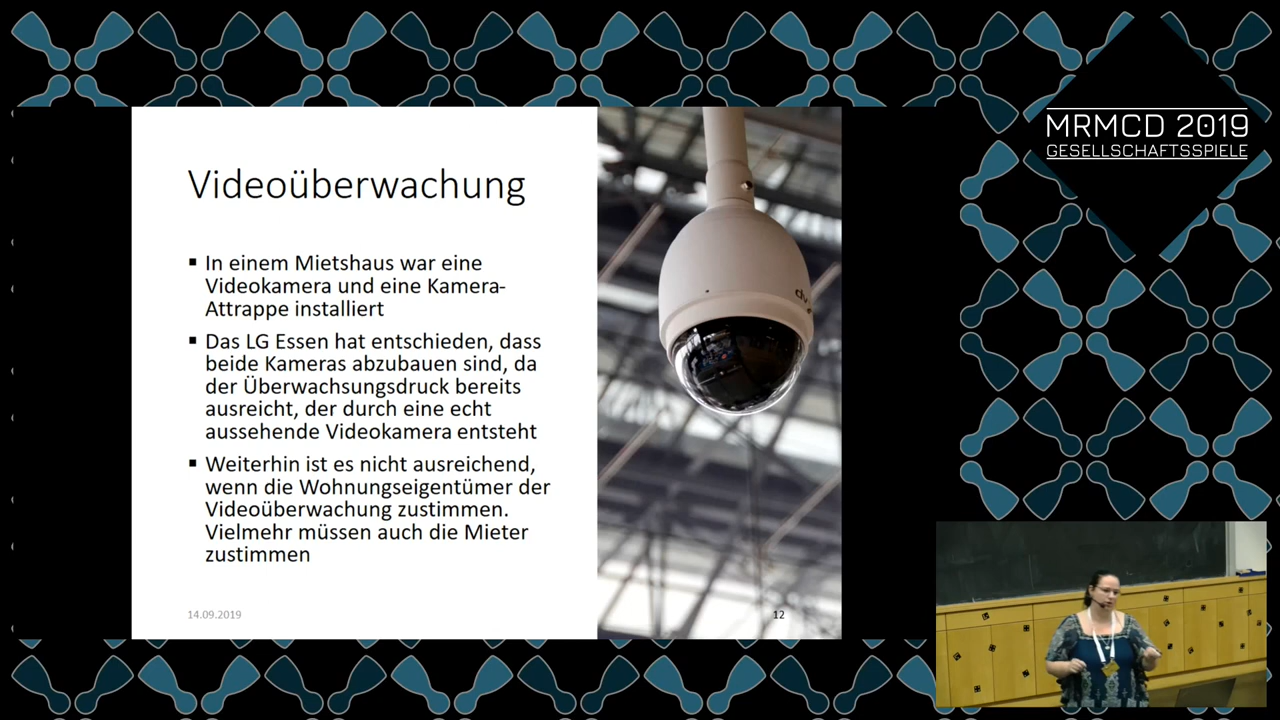 MRMCD 2019
GESELLSCHAFTSSPIELE
Videoüberwachung
▪ In einem Mietshaus war eine
Videokamera und eine Kamera-
Attrappe installiert
▪ Das LG Essen hat entschieden, dass
beide Kameras abzubauen sind, da
der Überwachsungsdruck bereits
ausreicht, der durch eine echt
aussehende Videokamera entsteht
▪ Weiterhin ist es nicht ausreichend,
wenn die Wohnungseigentümer der
Videoüberwachung zustimmen.
Vielmehr müssen auch die Mieter
zustimmen
14.09.2019
12